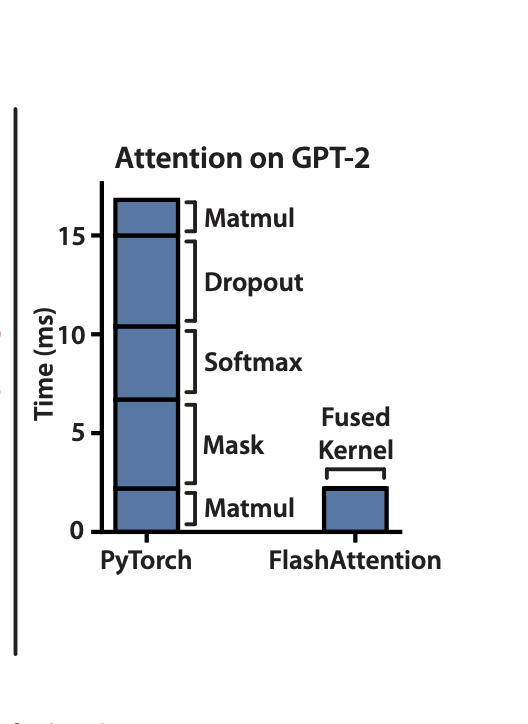 Attention on GPT-2
Matmul
15
Dropout
Time (ms)
10
Softmax
Fused
Kernel
5
Mask
Matmul
0
PyTorch
FlashAttention